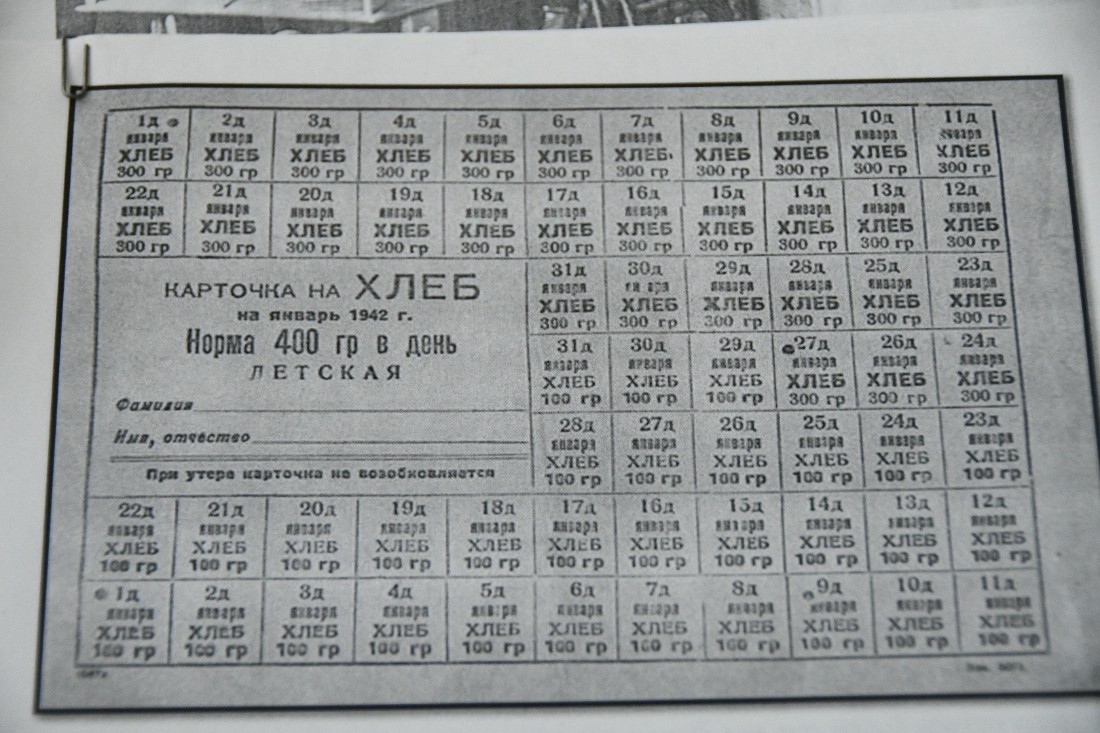 1д 2д 3д 4д 5д 6д 7д 8д 9д 10д 11д
января января января января января января января января января января января
ХЛЕБ ХЛЕБ ХЛЕБ ХЛЕБ ХЛЕБ ХЛЕБ ХЛЕБ ХЛЕБ ХЛЕБ ХЛЕБ ХЛЕБ
300 гр 300 гр 300 гр 300 гр 300 гр 300 гр 300 гр 300 гр 300 гр 300 гр 300 гр
22д 21д 20д 19д 18д 17д 16д 15д 14д 13д 12д
января января января января января января января января января января января
ХЛЕБ ХЛЕБ ХЛЕБ ХЛЕБ ХЛЕБ ХЛЕБ ХЛЕБ ХЛЕБ ХЛЕБ ХЛЕБ ХЛЕБ
300 гр 300 гр 300 гр 300 гр 300 гр 300 гр 300 гр 300 гр 300 гр 300 гр 300 гр
КАРТОЧКА НА ХЛЕБ
на январь 1942 г.
Норма 400 гр в день
ДЕТСКАЯ
Фамилия
Имя, отчество
При утере карточка не возобновляется
31д 30д 29д 28д 25д 23д
января января января января января января
ХЛЕБ ХЛЕБ ХЛЕБ ХЛЕБ ХЛЕБ ХЛЕБ
300 гр 300 гр 300 гр 300 гр 300 гр 300 гр
31д 30д 29д 27д 26д 24д
января января января января января января
ХЛЕБ ХЛЕБ ХЛЕБ ХЛЕБ ХЛЕБ ХЛЕБ
100 гр 100 гр 100 гр 300 гр 300 гр 300 гр
28д 27д 26д 25д 24д 23д
января января января января января января
ХЛЕБ ХЛЕБ ХЛЕБ ХЛЕБ ХЛЕБ ХЛЕБ
100 гр 100 гр 100 гр 100 гр 100 гр 100 гр
22д 21д 20д 19д 18д 17д 16д 15д 14д 13д 12д
января января января января января января января января января января января
ХЛЕБ ХЛЕБ ХЛЕБ ХЛЕБ ХЛЕБ ХЛЕБ ХЛЕБ ХЛЕБ ХЛЕБ ХЛЕБ ХЛЕБ
100 гр 100 гр 100 гр 100 гр 100 гр 100 гр 100 гр 100 гр 100 гр 100 гр 100 гр
1д 2д 3д 4д 5д 6д 7д 8д 9д 10д 11д
января января января января января января января января января января января
ХЛЕБ ХЛЕБ ХЛЕБ ХЛЕБ ХЛЕБ ХЛЕБ ХЛЕБ ХЛЕБ ХЛЕБ ХЛЕБ ХЛЕБ
100 гр 100 гр 100 гр 100 гр 100 гр 100 гр 100 гр 100 гр 100 гр 100 гр 100 гр